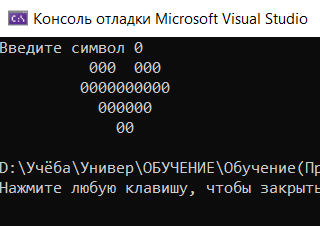 Консоль отладки Microsoft Visual Studio
Введите символ 0
000  000
0000000000
000000
00
D:\Учёба\Универ\ОБУЧЕНИЕ\Обучение(Пр
Нажмите любую клавишу, чтобы закрыть